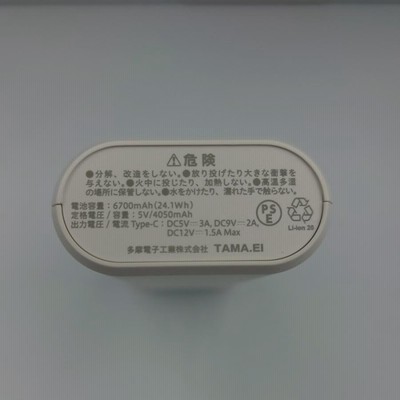 ⚠危険
●分解、改造をしない。●放り投げたり大きな衝撃を
与えない。●火中に投じたり、加熱しない。●高温多湿
の場所に保管しない。●水をかけたり、濡れた手で触らない。
電池容量：6700mAh(24.1Wh)
定格電圧／容量：5V/4050mAh
出力電圧／電流 Type-C：DC5V⎓3A, DC9V⎓2A,
DC12V⎓1.5A Max
PS
E
Li-ion 20
多摩電子工業株式会社 TAMA.EI